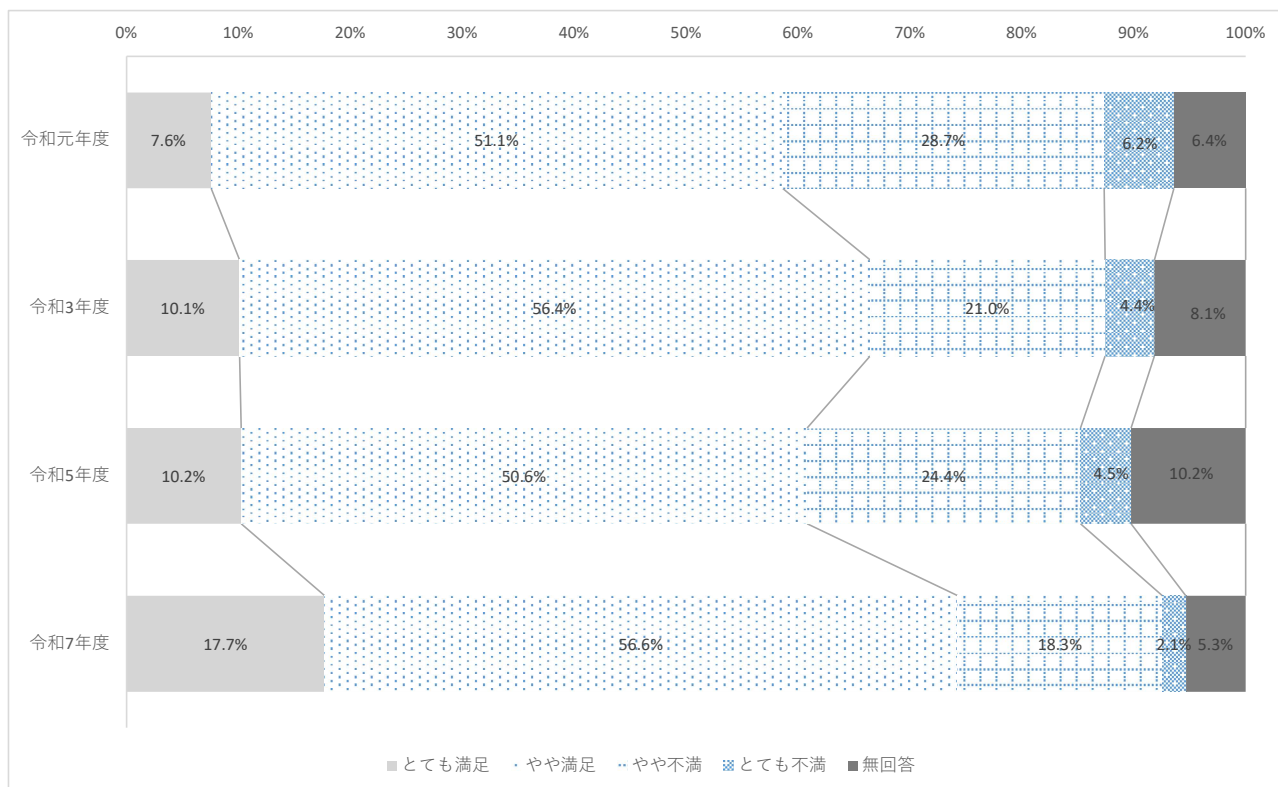 0% 10% 20% 30% 40% 50% 60% 70% 80% 90% 100%
令和元年度 7.6% 51.1% 28.7% 6.2% 6.4%
令和3年度 10.1% 56.4% 21.0% 4.4% 8.1%
令和5年度 10.2% 50.6% 24.4% 4.5% 10.2%
令和7年度 17.7% 56.6% 18.3% 2.1% 5.3%
とても満足 やや満足 やや不満 とても不満 無回答